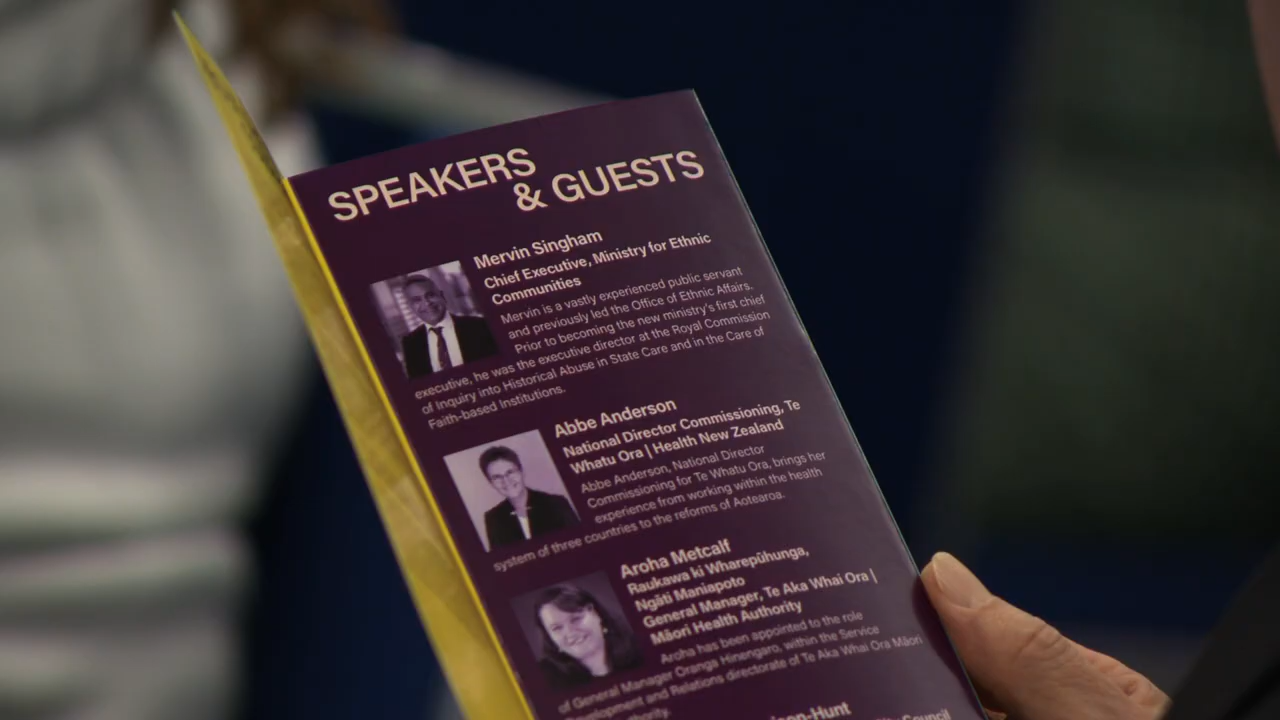 SPEAKERS
& GUESTS
Mervin Singham
Chief Executive, Ministry for Ethnic
Communities
Mervin is a vastly experienced public servant
and previously led the Office of Ethnic Affairs.
Prior to becoming the new ministry's first chief
executive, he was the executive director at the Royal Commission
of Inquiry into Historical Abuse in State Care and in the Care of
Faith-based Institutions.
Abbe Anderson
National Director Commissioning, Te
Whatu Ora | Health New Zealand
Abbe Anderson, National Director
Commissioning for Te Whatu Ora, brings her
experience from working within the health
system of three countries to the reforms of Aotearoa.
Aroha Metcalf
Raukawa ki Wharepūhunga,
Ngāti Maniapoto
General Manager, Te Aka Whai Ora |
Māori Health Authority
Aroha has been appointed to the role
of General Manager Oranga Hinengaro, within the Service
Development and Relations directorate of Te Aka Whai Ora Māori
Council